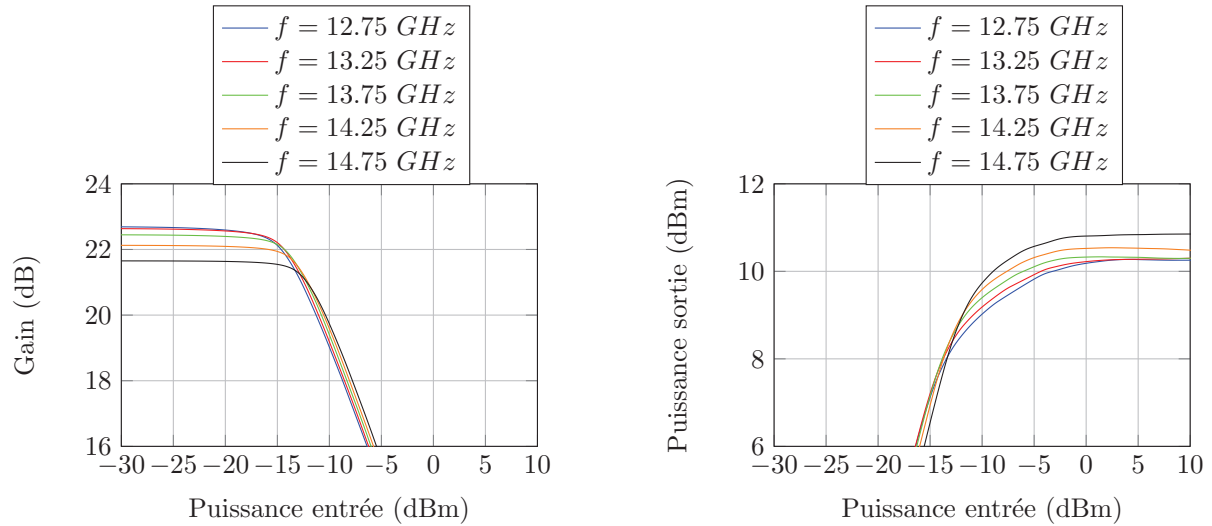 f = 12.75 GHz
f = 13.25 GHz
f = 13.75 GHz
f = 14.25 GHz
f = 14.75 GHz
24
22
20
18
16
Gain (dB)
−30 −25 −20 −15 −10 −5 0 5 10
Puissance entrée (dBm)
f = 12.75 GHz
f = 13.25 GHz
f = 13.75 GHz
f = 14.25 GHz
f = 14.75 GHz
12
10
8
6
Puissance sortie (dBm)
−30 −25 −20 −15 −10 −5 0 5 10
Puissance entrée (dBm)